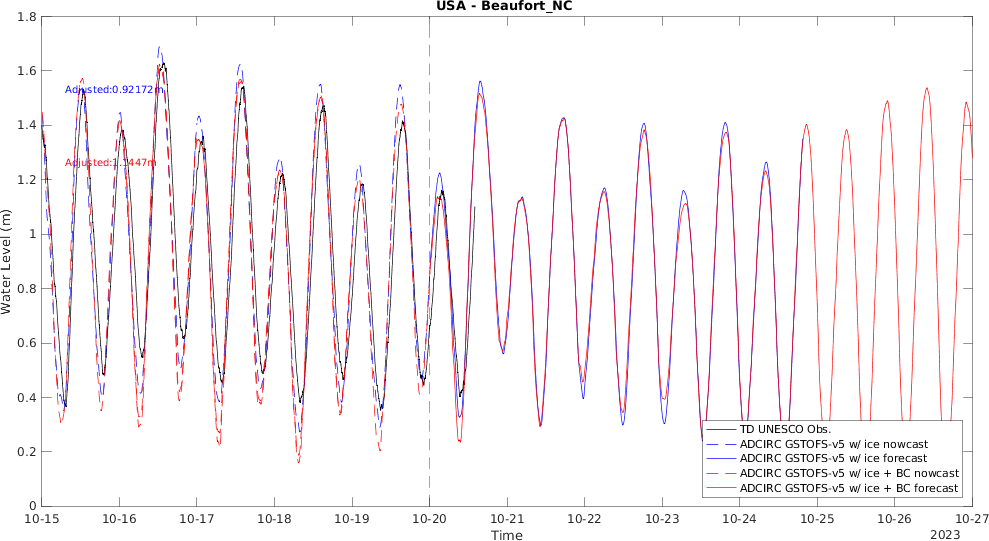 USA - Beaufort_NC
1.8
1.6
1.4
1.2
1
0.8
0.6
0.4
0.2
0
Water Level (m)
Adjusted:0.92172m
Adjusted:1.1447m
TD UNESCO Obs.
ADCIRC GSTOFS-v5 w/ ice nowcast
ADCIRC GSTOFS-v5 w/ ice forecast
ADCIRC GSTOFS-v5 w/ ice + BC nowcast
ADCIRC GSTOFS-v5 w/ ice + BC forecast
10-15 10-16 10-17 10-18 10-19 10-20 10-21 10-22 10-23 10-24 10-25 10-26 10-27
Time
2023